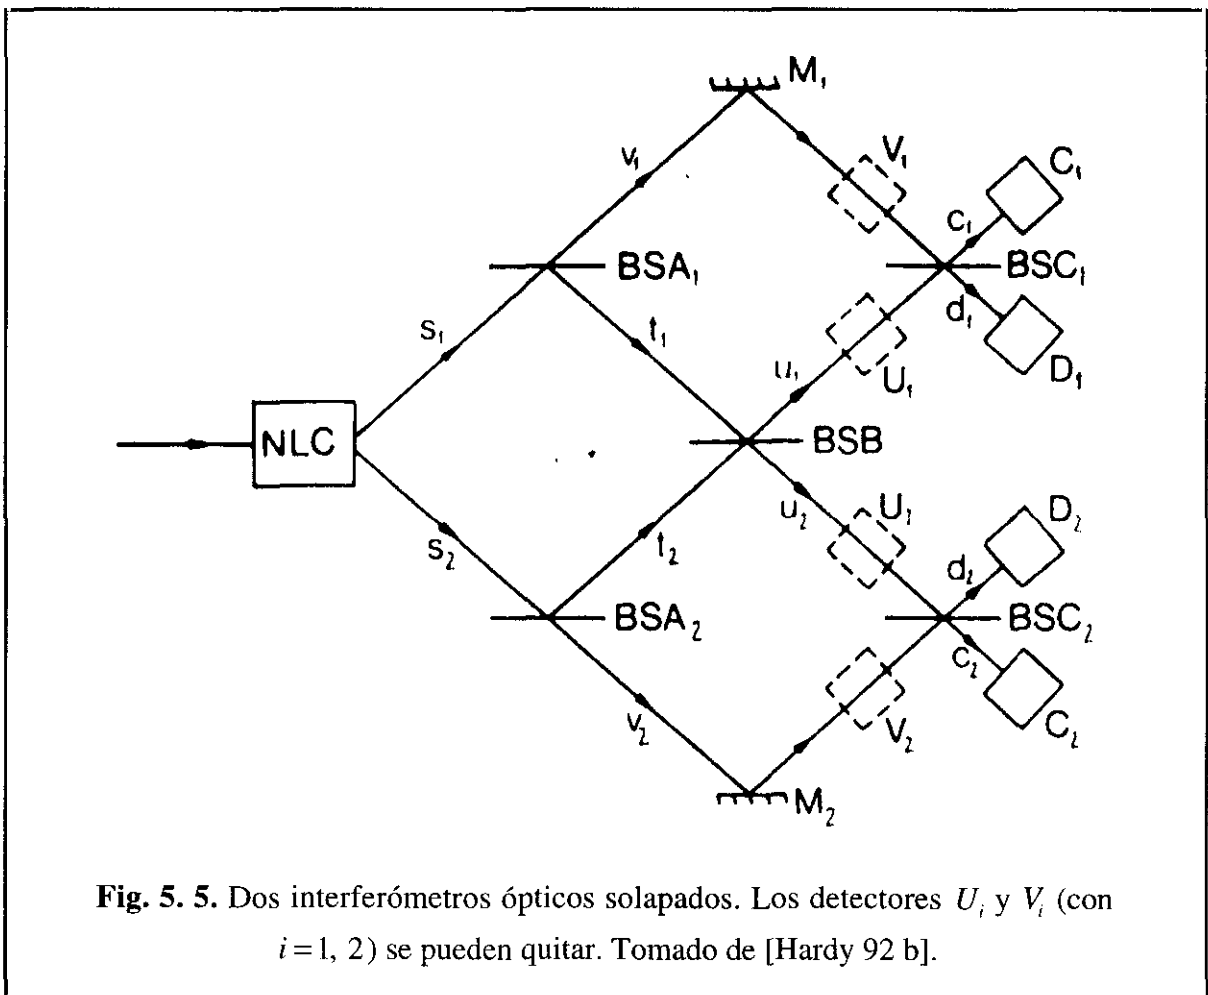 M₁
V₁
v₁
C₁
c₁
BSA₁
BSC₁
d₁
s₁
t₁
U₁
D₁
u₁
NLC
BSB
u₂
U₂
D₂
s₂
t₂
d₂
BSA₂
BSC₂
c₂
v₂
V₂
C₂
M₂
Fig. 5. 5. Dos interferómetros ópticos solapados. Los detectores Uᵢ y Vᵢ (con
i = 1, 2) se pueden quitar. Tomado de [Hardy 92 b].